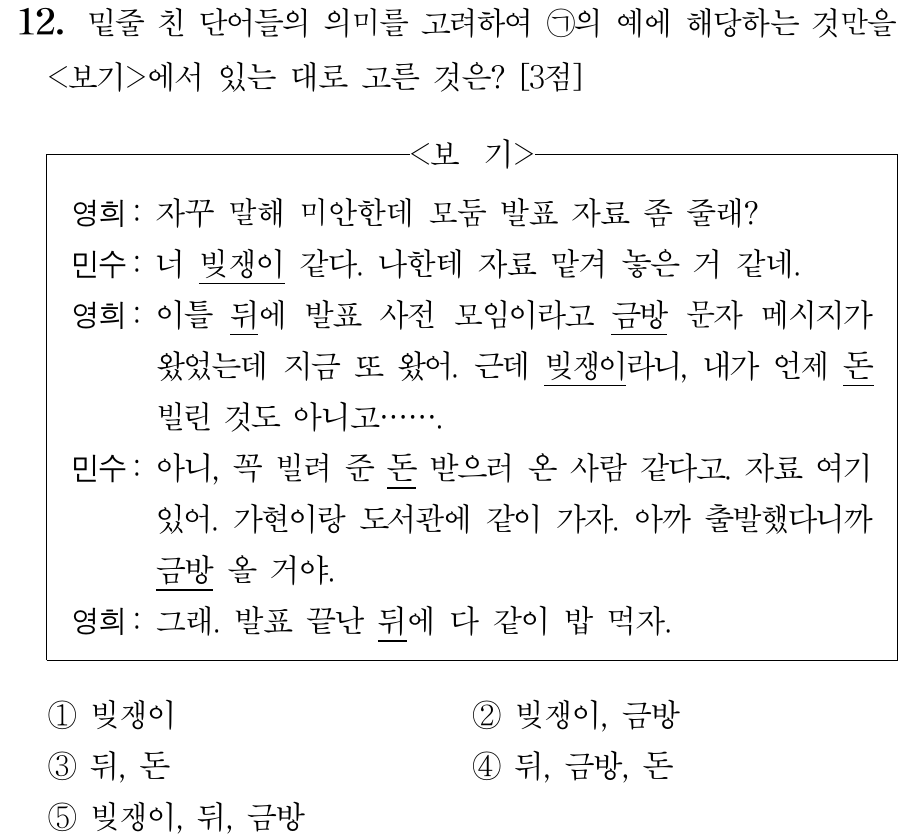 12. 밑줄 친 단어들의 의미를 고려하여 ㉠의 예에 해당하는 것만을
<보기>에서 있는 대로 고른 것은? [3점]
<보 기>
영희: 자꾸 말해 미안한데 모둠 발표 자료 좀 줄래?
민수: 너 빚쟁이 같다. 나한테 자료 맡겨 놓은 거 같네.
영희: 이틀 뒤에 발표 사전 모임이라고 금방 문자 메시지가
왔었는데 지금 또 왔어. 근데 빚쟁이라니, 내가 언제 돈
빌린 것도 아니고⋯⋯.
민수: 아니, 꼭 빌려 준 돈 받으러 온 사람 같다고. 자료 여기
있어. 가현이랑 도서관에 같이 가자. 아까 출발했다니까
금방 올 거야.
영희: 그래. 발표 끝난 뒤에 다 같이 밥 먹자.
① 빚쟁이 ② 빚쟁이, 금방
③ 뒤, 돈 ④ 뒤, 금방, 돈
⑤ 빚쟁이, 뒤, 금방